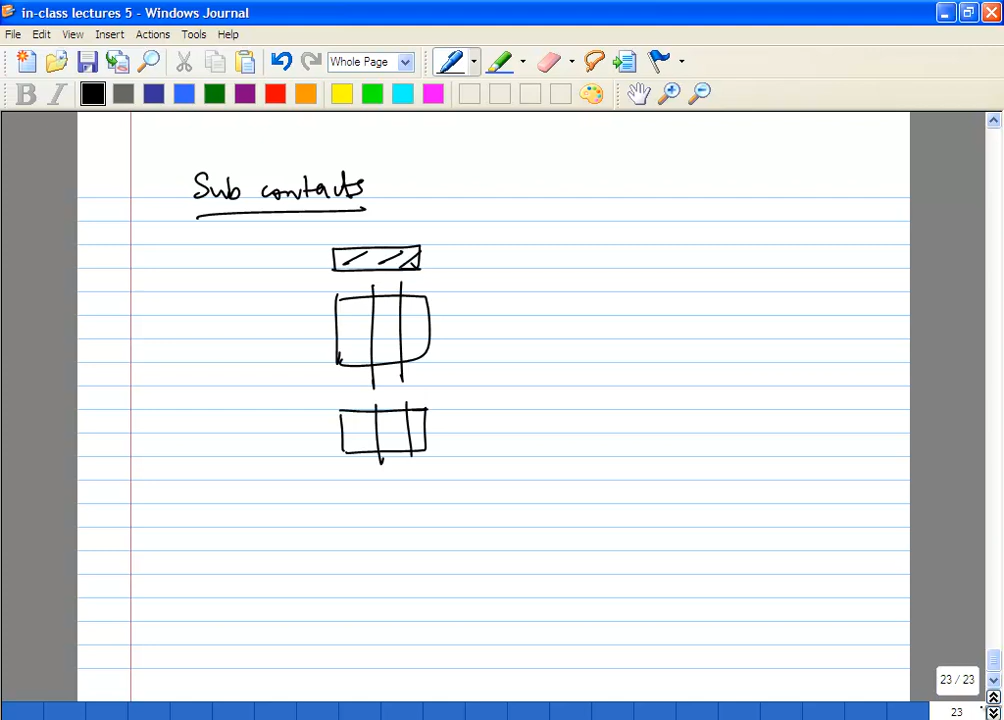 in-class lectures 5 - Windows Journal
File Edit View Insert Actions Tools Help
Whole Page
B I
Sub contacts
23 / 23
23